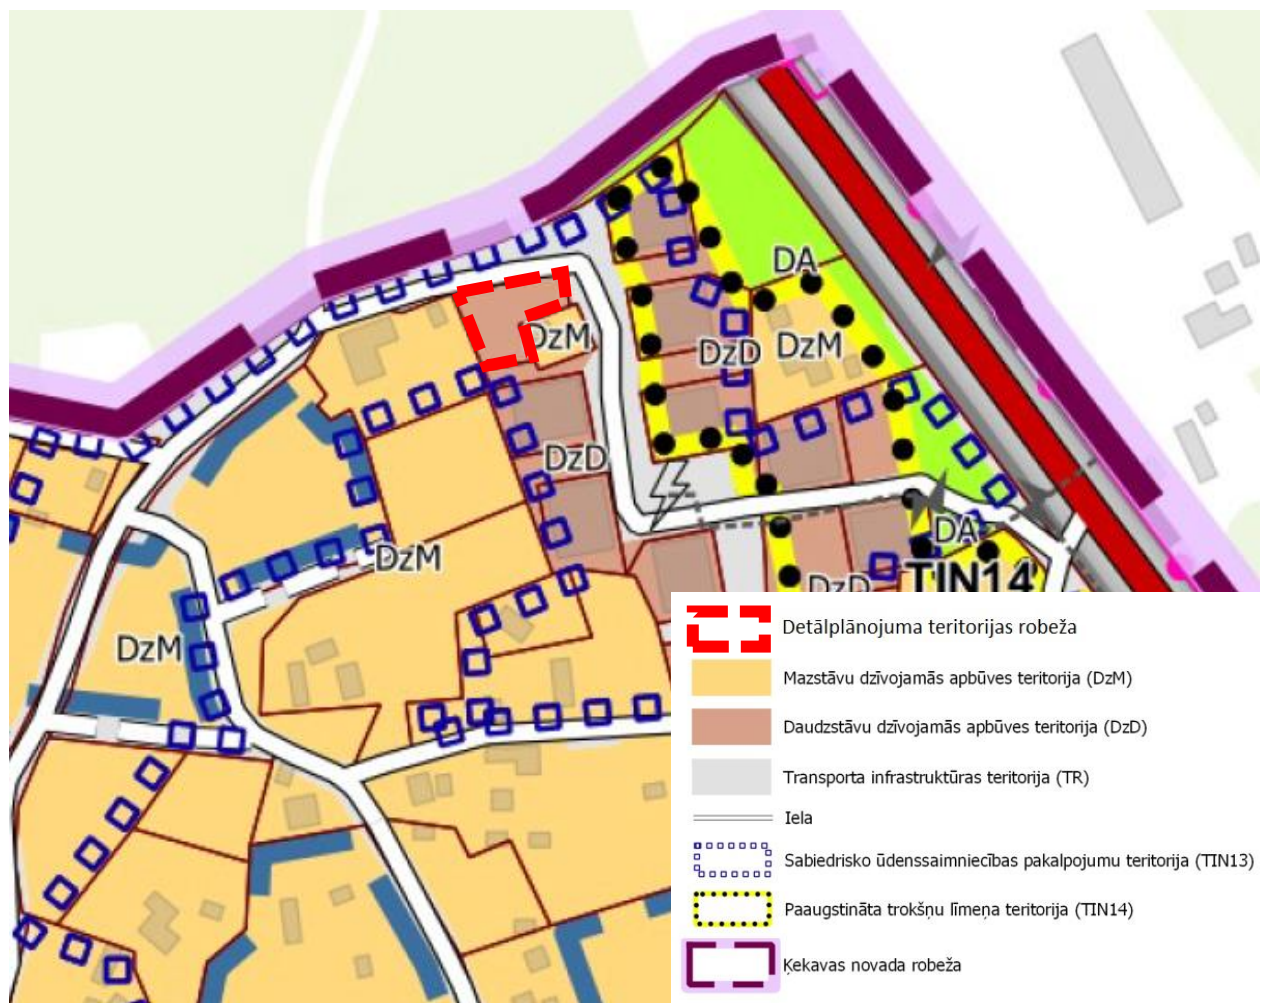 DA
DzM
DzD
DzM
DzD
DzM
DA
TIN14
DzD
DzM
Detālplānojuma teritorijas robeža
Mazstāvu dzīvojamās apbūves teritorija (DzM)
Daudzstāvu dzīvojamās apbūves teritorija (DzD)
Transporta infrastruktūras teritorija (TR)
Iela
Sabiedrisko ūdenssaimniecības pakalpojumu teritorija (TIN13)
Paaugstināta trokšņu līmeņa teritorija (TIN14)
Ķekavas novada robeža